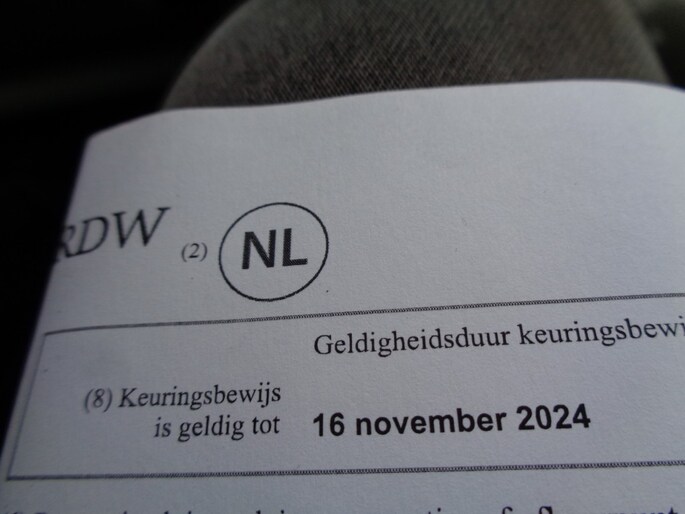 RDW (2) NL
Geldigheidsduur keuringsbewi
(8) Keuringsbewijs
is geldig tot 16 november 2024